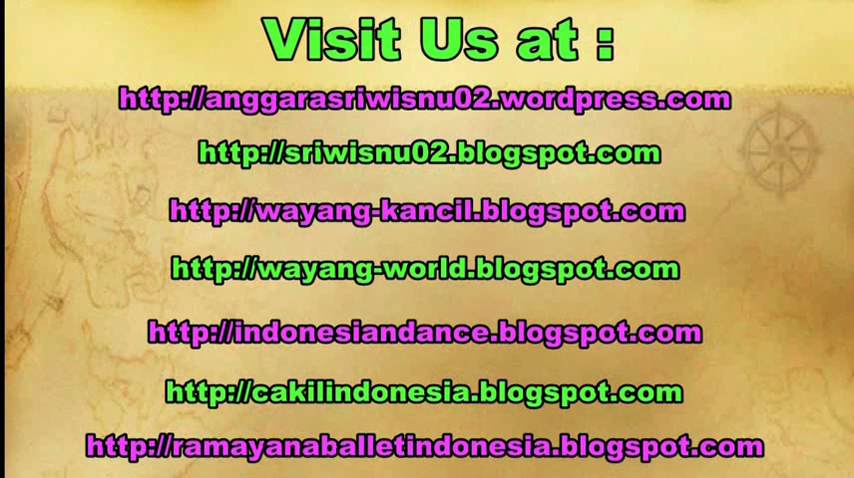 Visit Us at :
http://anggarasriwisnu02.wordpress.com
http://sriwisnu02.blogspot.com
http://wayang-kancil.blogspot.com
http://wayang-world.blogspot.com
http://indonesiandance.blogspot.com
http://cakilindonesia.blogspot.com
http://ramayanaballetindonesia.blogspot.com